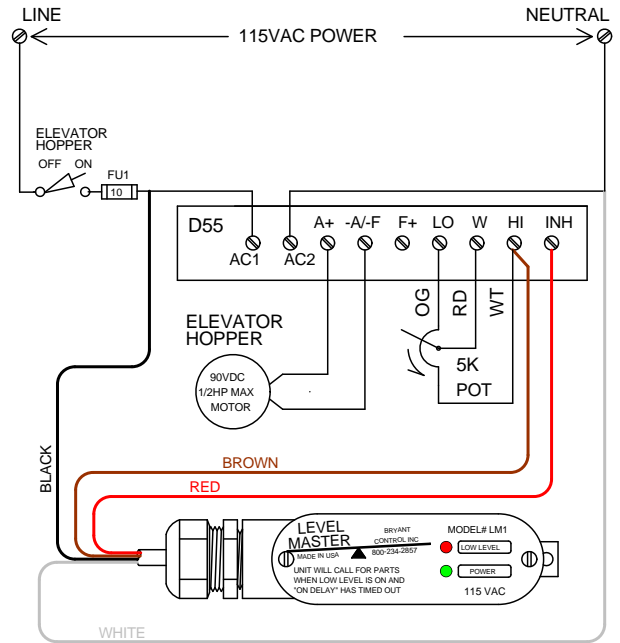 LINE
NEUTRAL
115VAC POWER
ELEVATOR
HOPPER
OFF ON
FU1
10
D55
A+ -A/-F F+ LO W HI INH
AC1 AC2
OG
RD
WT
ELEVATOR
HOPPER
5K
POT
90VDC
1/2HP MAX
MOTOR
BLACK
BROWN
RED
LEVEL
MASTER
MADE IN USA
BRYANT
CONTROL INC
800-234-2857
UNIT WILL CALL FOR PARTS
WHEN LOW LEVEL IS ON AND
"ON DELAY" HAS TIMED OUT
MODEL# LM1
LOW LEVEL
POWER
115 VAC
WHITE